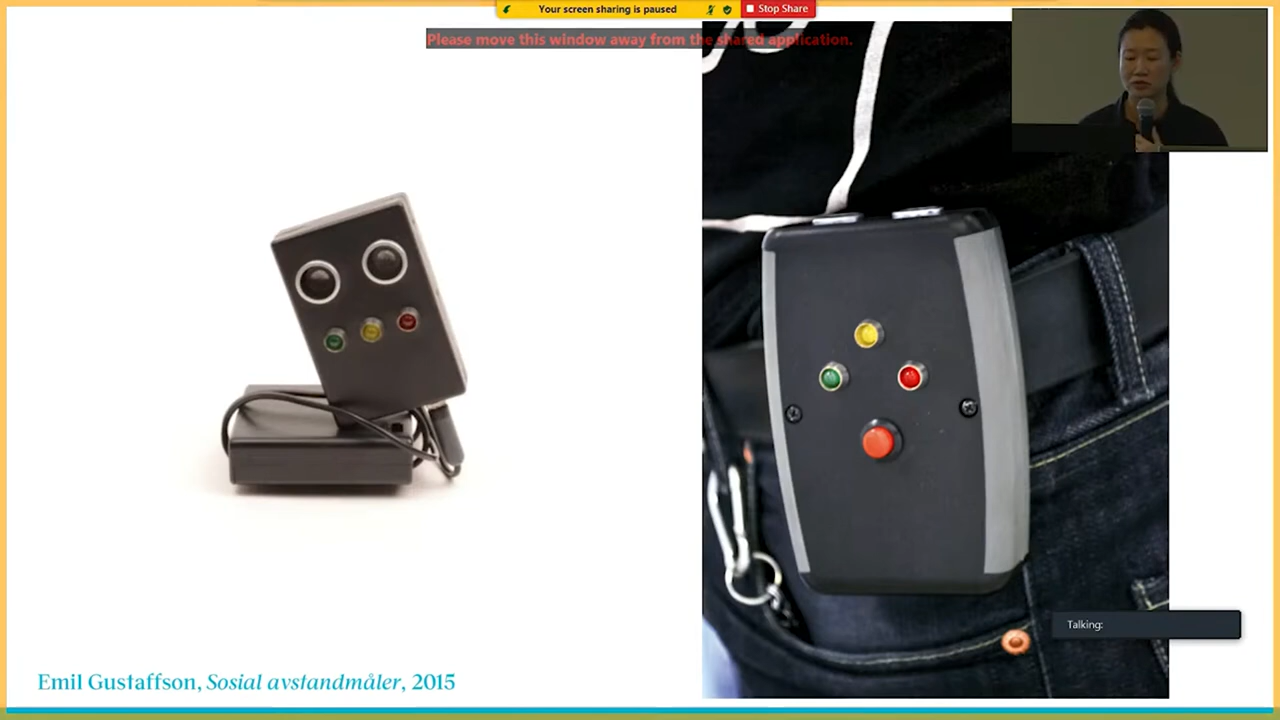 Your screen sharing is paused
Stop Share
Please move this window away from the shared application.
Talking:
Emil Gustaffson, Sosial avstandmåler, 2015